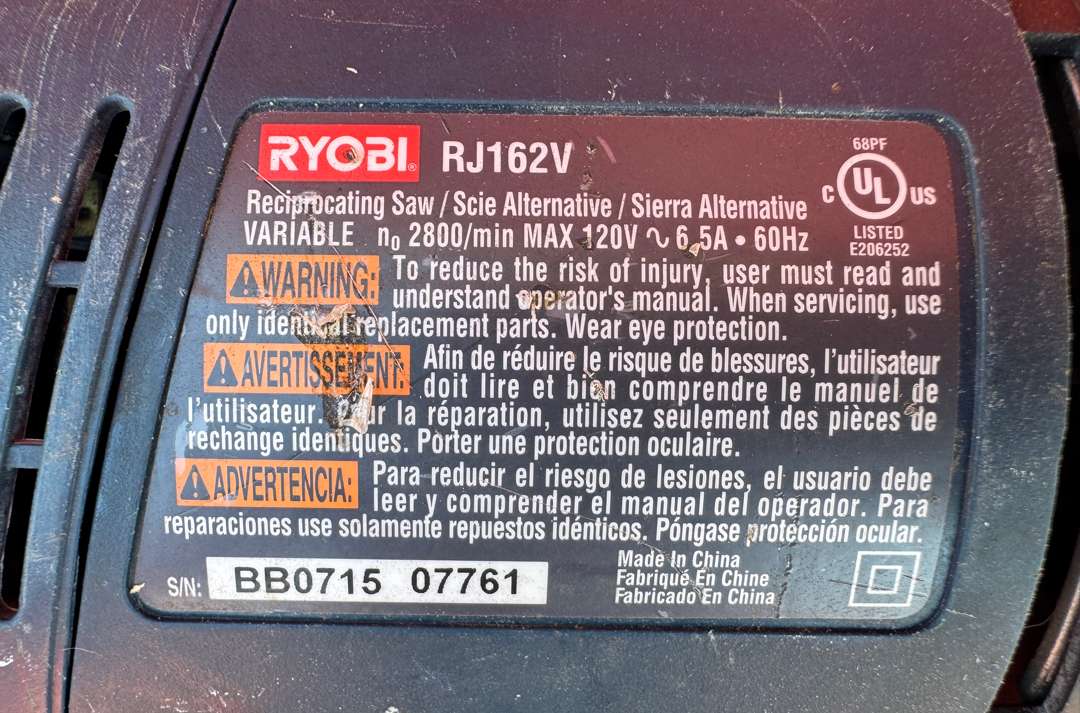 RYOBI® RJ162V
68PF
C UL US
LISTED
E206252
Reciprocating Saw / Scie Alternative / Sierra Alternative
VARIABLE n₀ 2800/min MAX 120V ∿ 6.5A • 60Hz
⚠WARNING: To reduce the risk of injury, user must read and
understand operator's manual. When servicing, use
only identical replacement parts. Wear eye protection.
⚠AVERTISSEMENT: Afin de réduire le risque de blessures, l'utilisateur
doit lire et bien comprendre le manuel de
l'utilisateur. Pour la réparation, utilisez seulement des pièces de
rechange identiques. Porter une protection oculaire.
⚠ADVERTENCIA: Para reducir el riesgo de lesiones, el usuario debe
leer y comprender el manual del operador. Para
reparaciones use solamente repuestos idénticos. Póngase protección ocular.
S/N: BB0715 07761
Made In China
Fabriqué En Chine
Fabricado En China